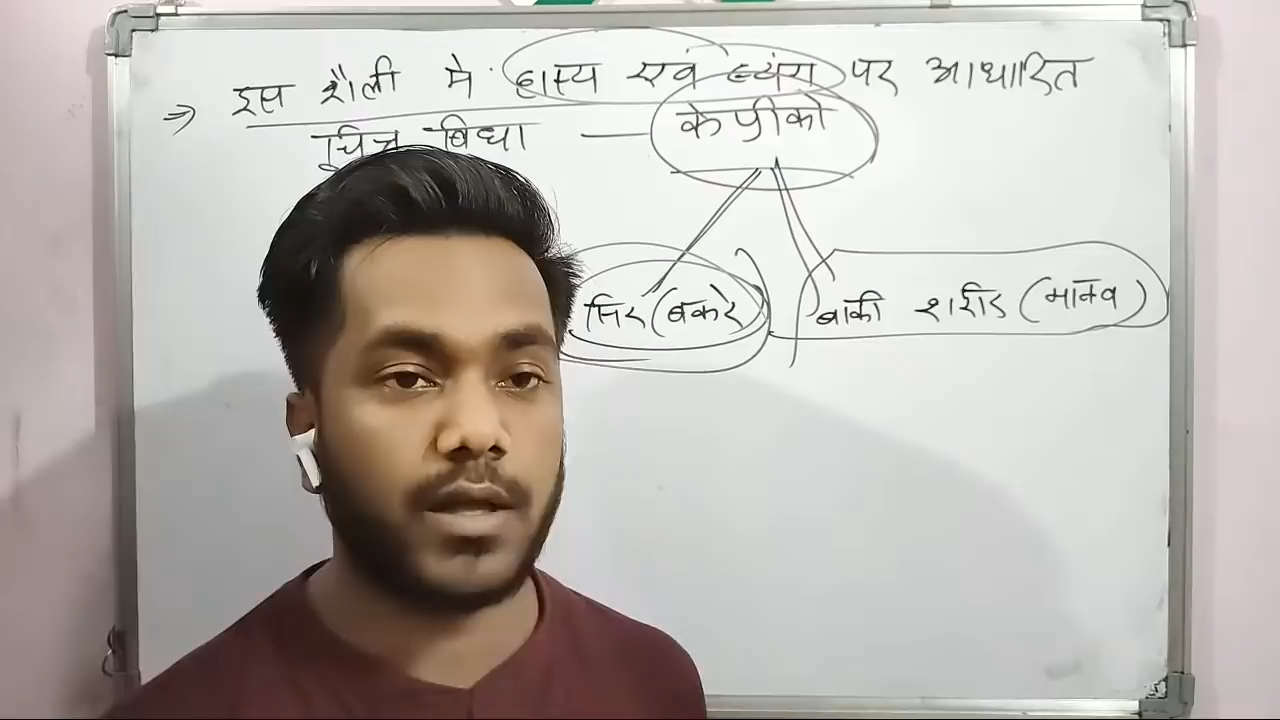 ⇒ इस शैली मे हास्य एवं व्यंग पर आधारित
चित्र बिधा — केप्रीको
सिर (बकरे) बाकी शरीर (मानव)